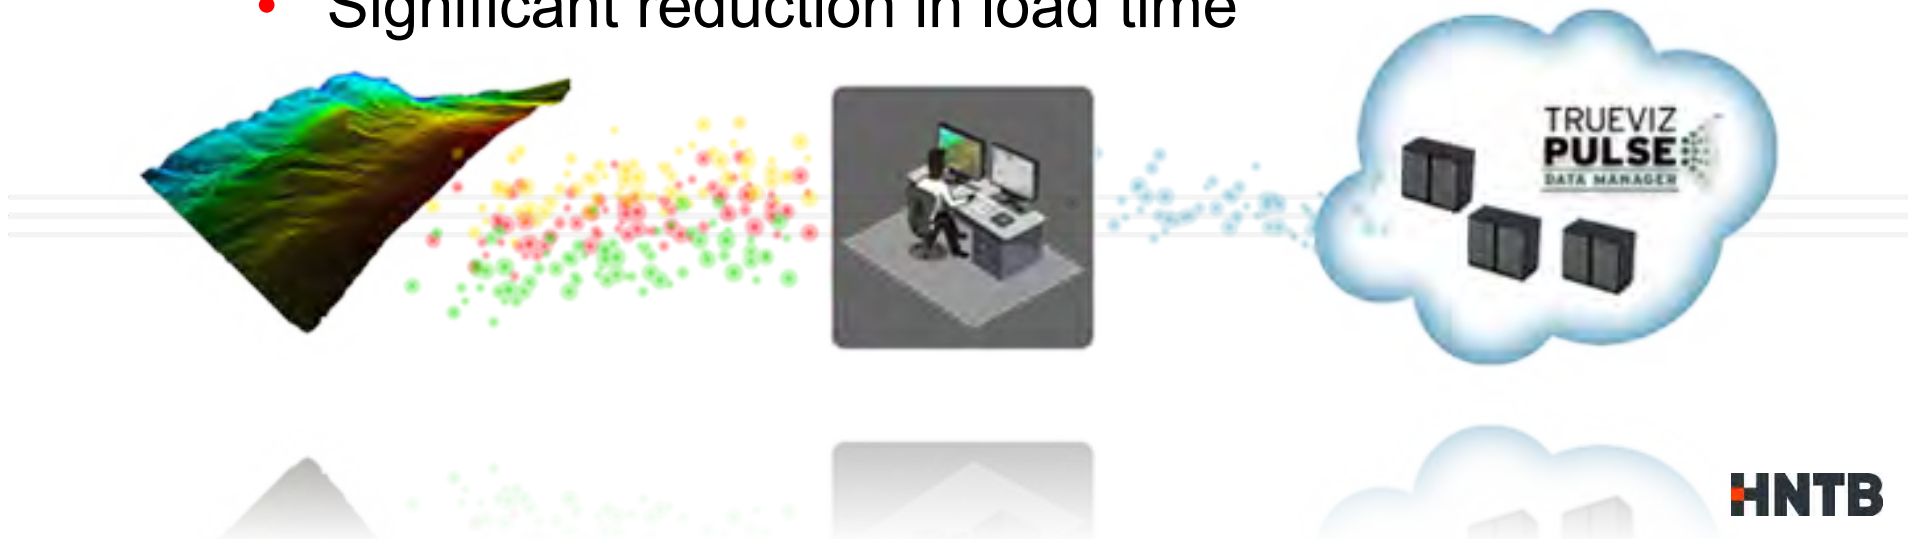 • Significant reduction in load time
TRUEVIZ
PULSE
DATA MANAGER
HNTB